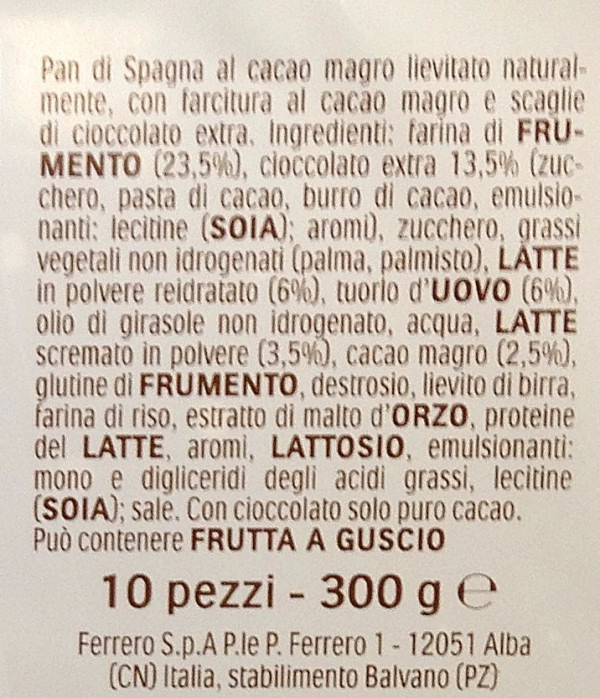 Pan di Spagna al cacao magro lievitato natural-
mente, con farcitura al cacao magro e scaglie
di cioccolato extra. Ingredienti: farina di FRU-
MENTO (23,5%), cioccolato extra 13,5% (zuc-
chero, pasta di cacao, burro di cacao, emulsio-
nanti: lecitine (SOIA); aromi), zucchero, grassi
vegetali non idrogenati (palma, palmisto), LATTE
in polvere reidratato (6%), tuorlo d'UOVO (6%),
olio di girasole non idrogenato, acqua, LATTE
scremato in polvere (3,5%), cacao magro (2,5%),
glutine di FRUMENTO, destrosio, lievito di birra,
farina di riso, estratto di malto d'ORZO, proteine
del LATTE, aromi, LATTOSIO, emulsionanti:
mono e digliceridi degli acidi grassi, lecitine
(SOIA); sale. Con cioccolato solo puro cacao.
Può contenere FRUTTA A GUSCIO
10 pezzi - 300 g ℮
Ferrero S.p.A P.le P. Ferrero 1 - 12051 Alba
(CN) Italia, stabilimento Balvano (PZ)